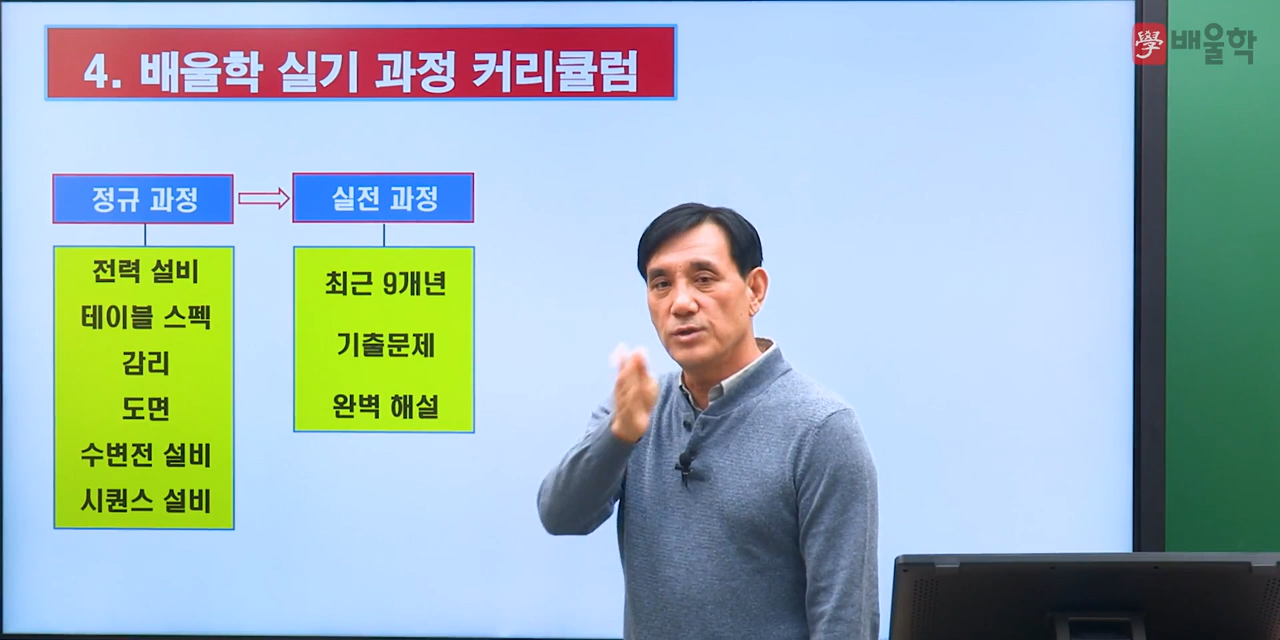 學 배울학
4. 배울학 실기 과정 커리큘럼
정규 과정
실전 과정
전력 설비
테이블 스펙
감리
도면
수변전 설비
시퀀스 설비
최근 9개년
기출문제
완벽 해설